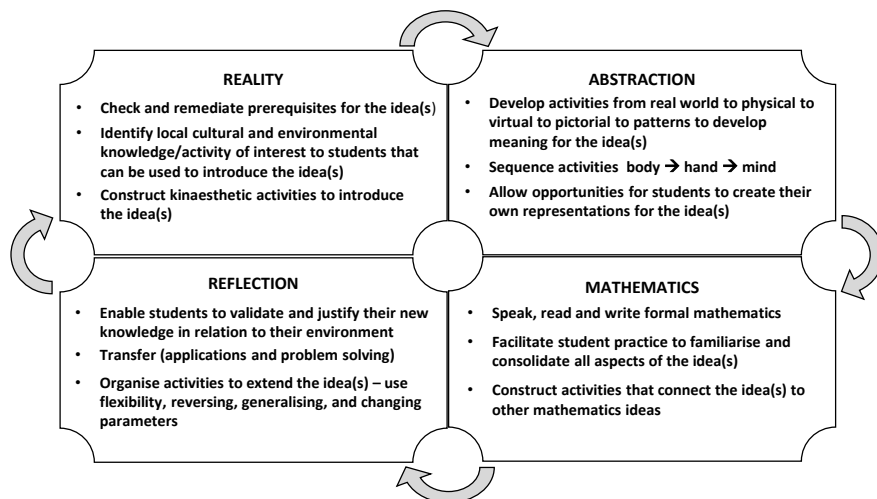 REALITY
• Check and remediate prerequisites for the idea(s)
• Identify local cultural and environmental
knowledge/activity of interest to students that
can be used to introduce the idea(s)
• Construct kinaesthetic activities to introduce
the idea(s)
ABSTRACTION
• Develop activities from real world to physical to
virtual to pictorial to patterns to develop
meaning for the idea(s)
• Sequence activities body → hand → mind
• Allow opportunities for students to create their
own representations for the idea(s)
REFLECTION
• Enable students to validate and justify their new
knowledge in relation to their environment
• Transfer (applications and problem solving)
• Organise activities to extend the idea(s) – use
flexibility, reversing, generalising, and changing
parameters
MATHEMATICS
• Speak, read and write formal mathematics
• Facilitate student practice to familiarise and
consolidate all aspects of the idea(s)
• Construct activities that connect the idea(s) to
other mathematics ideas